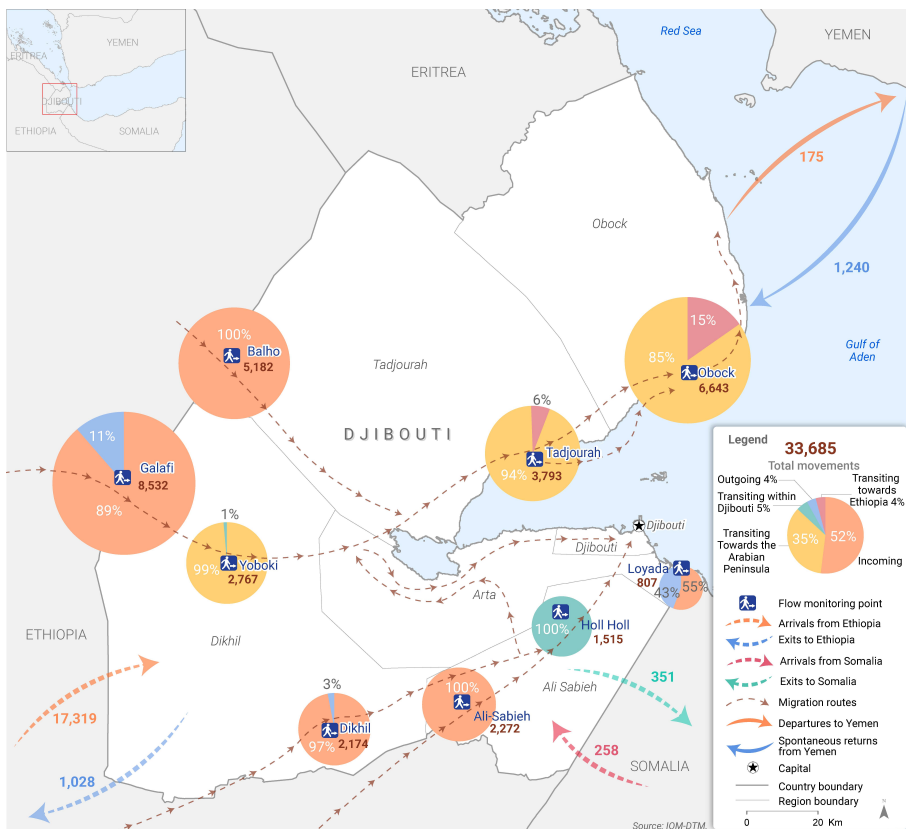 YEMEN
ERITREA
DJIBOUTI
ETHIOPIA
SOMALIA
Red Sea
YEMEN
ERITREA
175
Obock
1,240
Gulf of
Aden
100%
Balho
5,182
Tadjourah
15%
85%
Obock
6,643
DJIBOUTI
6%
Tadjourah
94%
3,793
11%
Galafi
8,532
89%
1%
Yoboki
99%
2,767
Djibouti
Djibouti
Loyada
807
43%
55%
Arta
Holl Holl
100%
1,515
ETHIOPIA
Dikhil
Ali Sabieh
351
17,319
3%
Dikhil
97%
2,174
100%
Ali-Sabieh
2,272
258
SOMALIA
1,028
Source: IOM-DTM.
Legend
33,685
Total movements
Outgoing 4%
Transiting within
Djibouti 5%
Transiting
towards
Ethiopia 4%
Transiting
Towards the
Arabian
Peninsula
35%
52%
Incoming
Flow monitoring point
Arrivals from Ethiopia
Exits to Ethiopia
Arrivals from Somalia
Exits to Somalia
Migration routes
Departures to Yemen
Spontaneous returns
from Yemen
Capital
Country boundary
Region boundary
0 20 Km